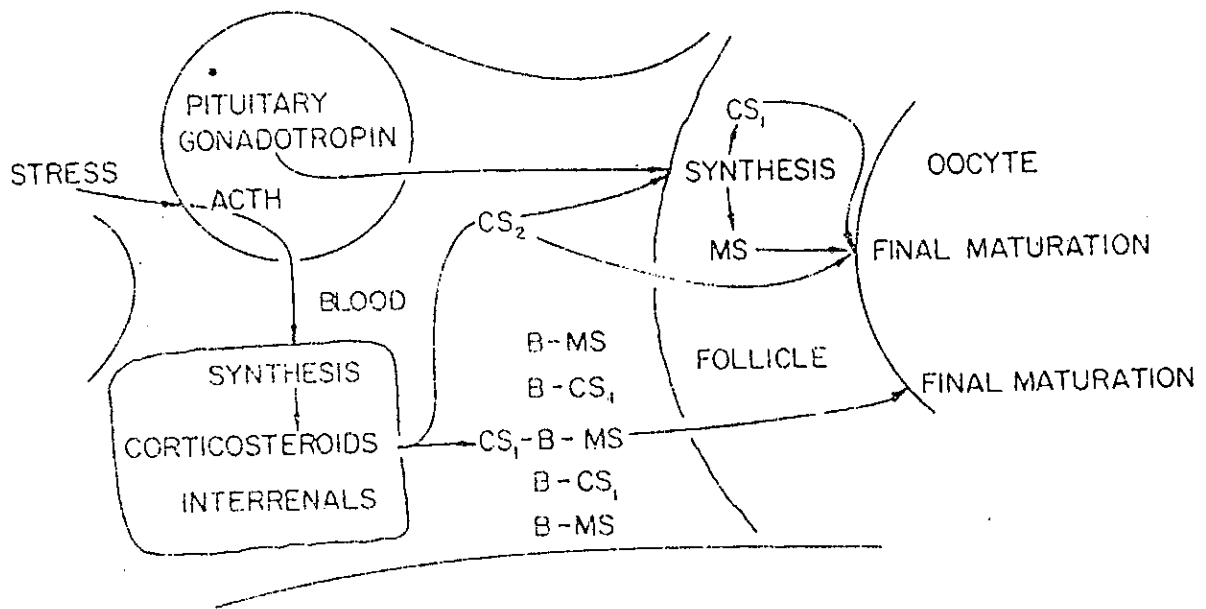 PITUITARY
GONADOTROPIN
STRESS
ACTH
BLOOD
SYNTHESIS
CORTICOSTEROIDS
INTERRENALS
CS₂
B-MS
B-CS₁
CS₁-B-MS
B-CS₁
B-MS
CS₁
SYNTHESIS
MS
FOLLICLE
OOCYTE
FINAL MATURATION
FINAL MATURATION